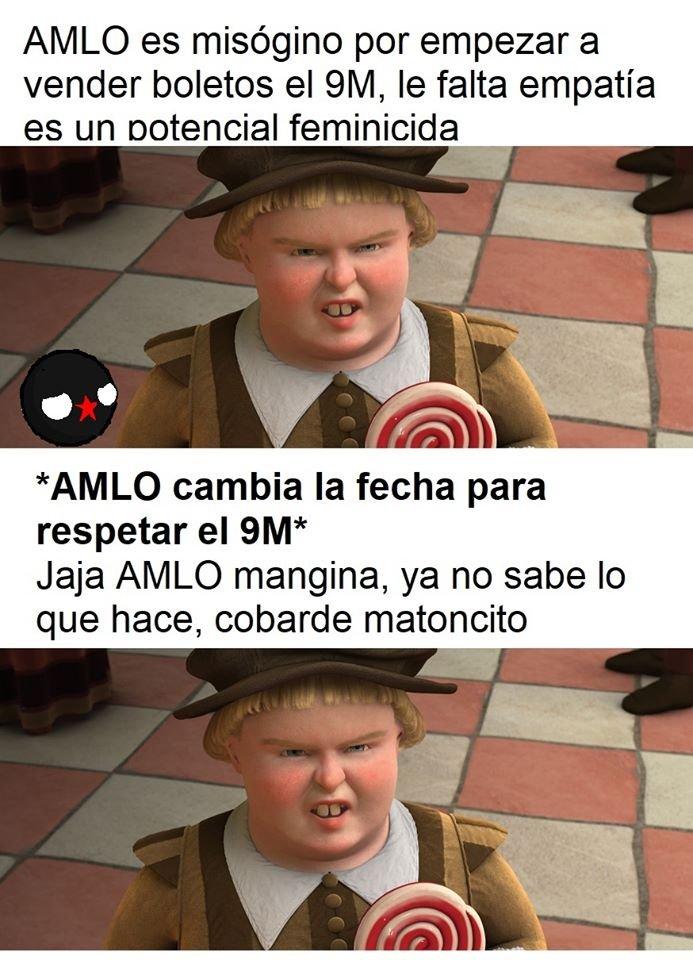 AMLO es misógino por empezar a
vender boletos el 9M, le falta empatía
es un potencial feminicida
*AMLO cambia la fecha para
respetar el 9M*
Jaja AMLO mangina, ya no sabe lo
que hace, cobarde matoncito